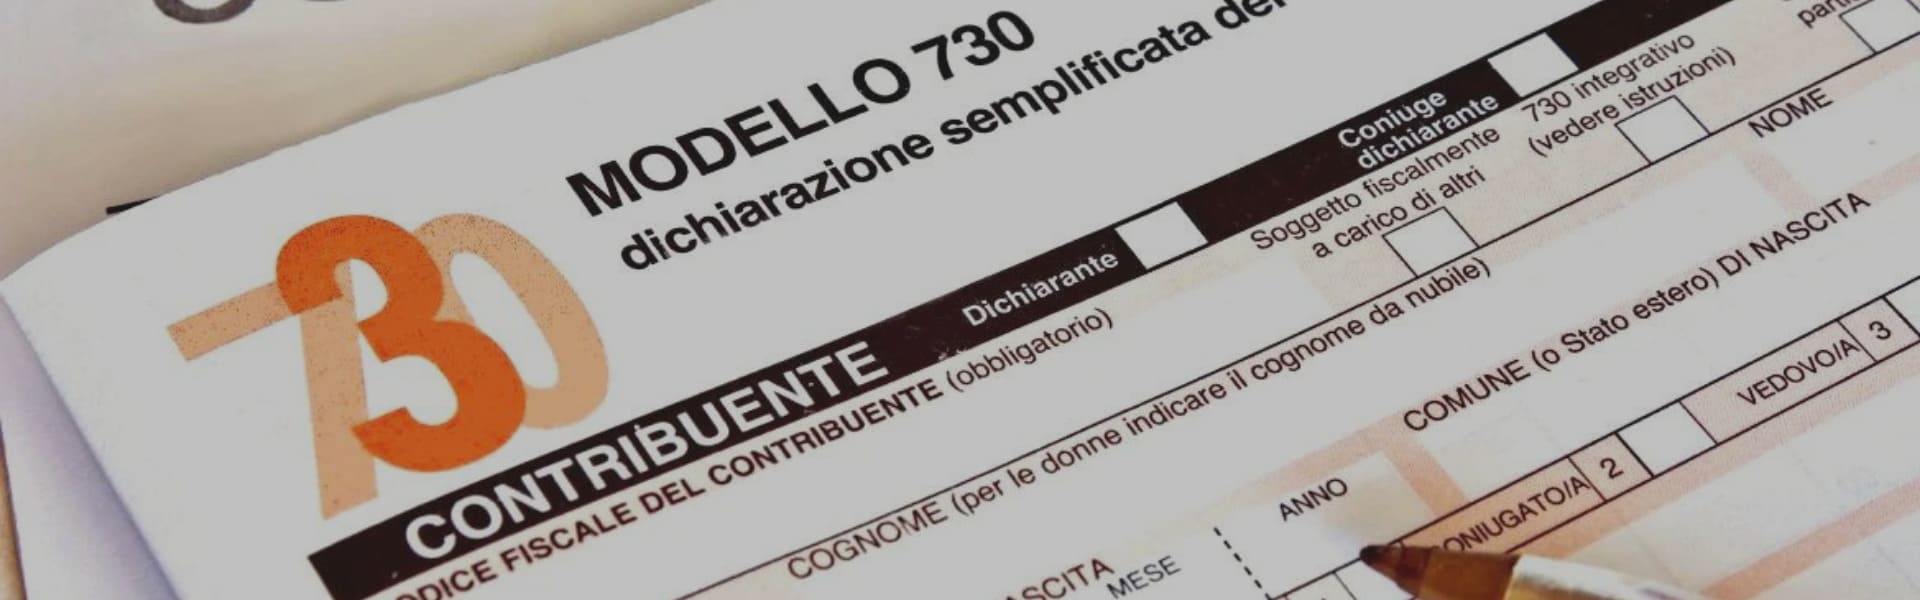 730
MODELLO 730
dichiarazione semplificata
CONTRIBUENTE
Dichiarante
Coniuge
dichiarante
CODICE FISCALE DEL CONTRIBUENTE (obbligatorio)
Soggetto fiscalmente
a carico di altri
730 integrativo
(vedere istruzioni)
COGNOME (per le donne indicare il cognome da nubile)
NOME
MESE
ANNO
COMUNE (o Stato estero) DI NASCITA
CONIUGATO/A 2
VEDOVO/A 3